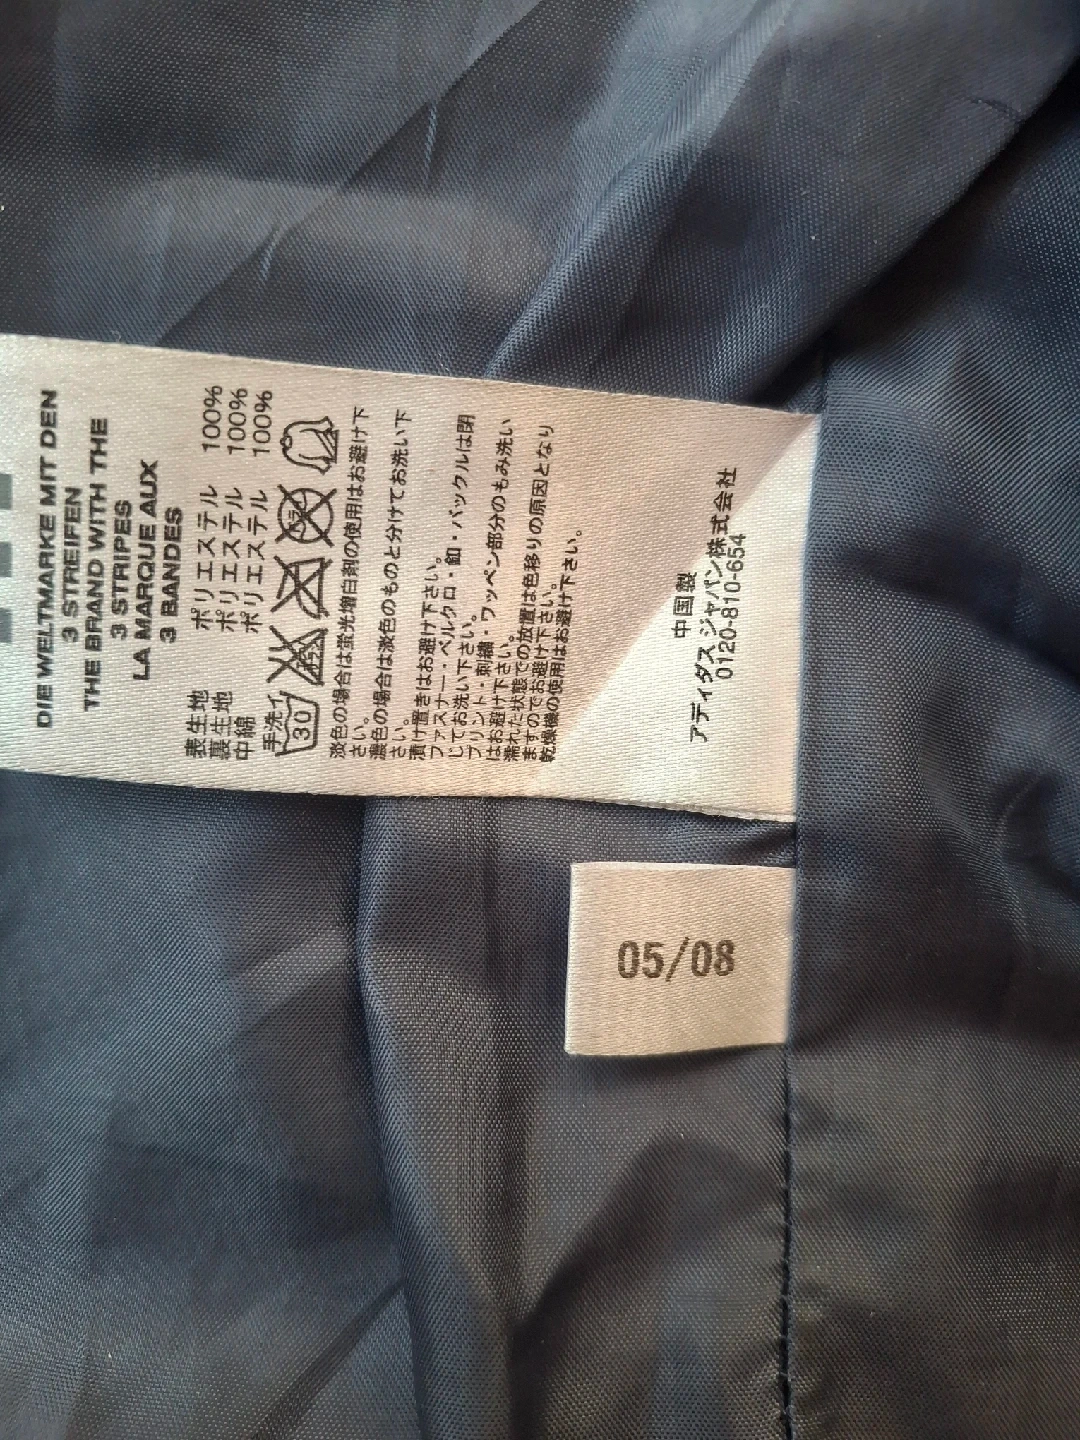 DIE WELTMARKE MIT DEN
3 STREIFEN
THE BRAND WITH THE
3 STRIPES
LA MARQUE AUX
3 BANDES
表生地 ポリエステル 100%
裏生地 ポリエステル 100%
中綿 ポリエステル 100%
手洗イ
30
淡色の場合は蛍光増白剤の使用はお避け下
さい。
濃色の場合は淡色のものと分けてお洗い下
さい。
漬け置きはお避け下さい。
ファスナー・ベルクロ・釦・バックルは閉
じてお洗い下さい。
プリント・刺繍・ワッペン部分のもみ洗い
はお避け下さい。
濡れた状態での放置は色移りの原因となり
ますのでお避け下さい。
乾燥機の使用はお避け下さい。
中国製
アディダス ジャパン株式会社
0120-810-654
05/08